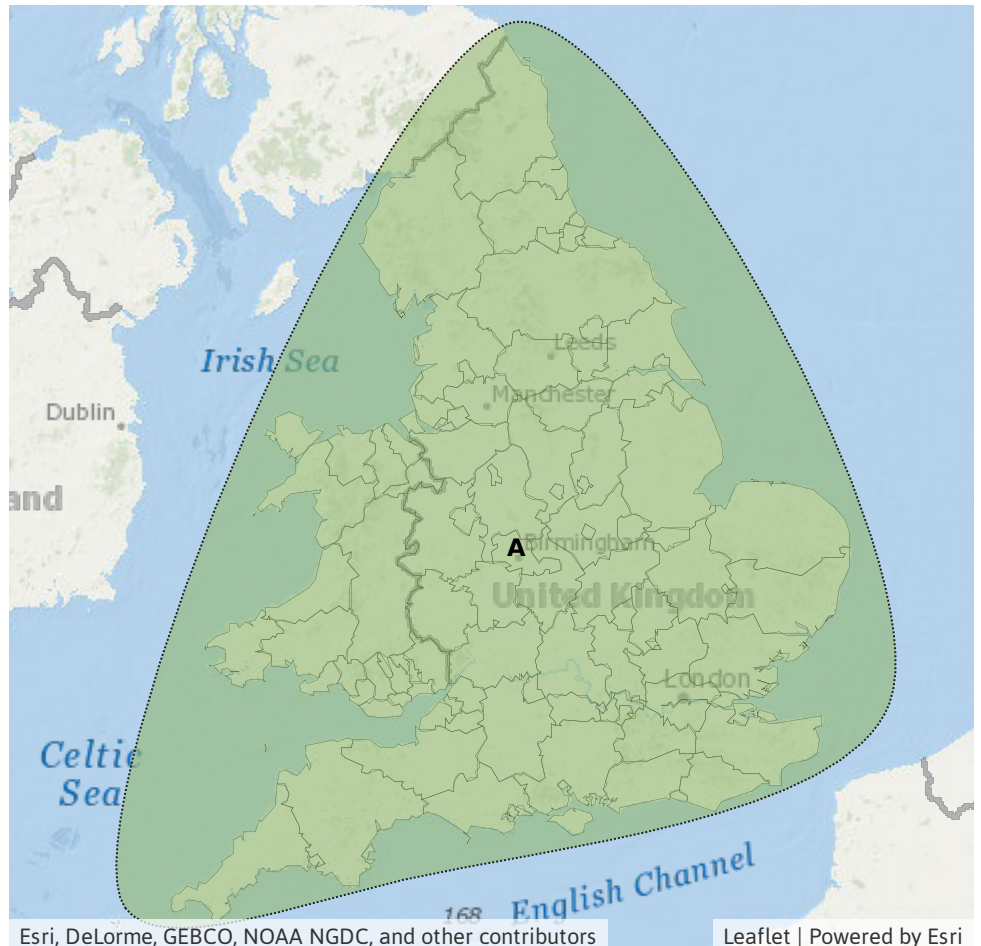 Leeds
Irish Sea
Manchester
Dublin
and
A
Birmingham
United Kingdom
London
Celtic
Sea
English Channel
168
Esri, DeLorme, GEBCO, NOAA NGDC, and other contributors
Leaflet | Powered by Esri